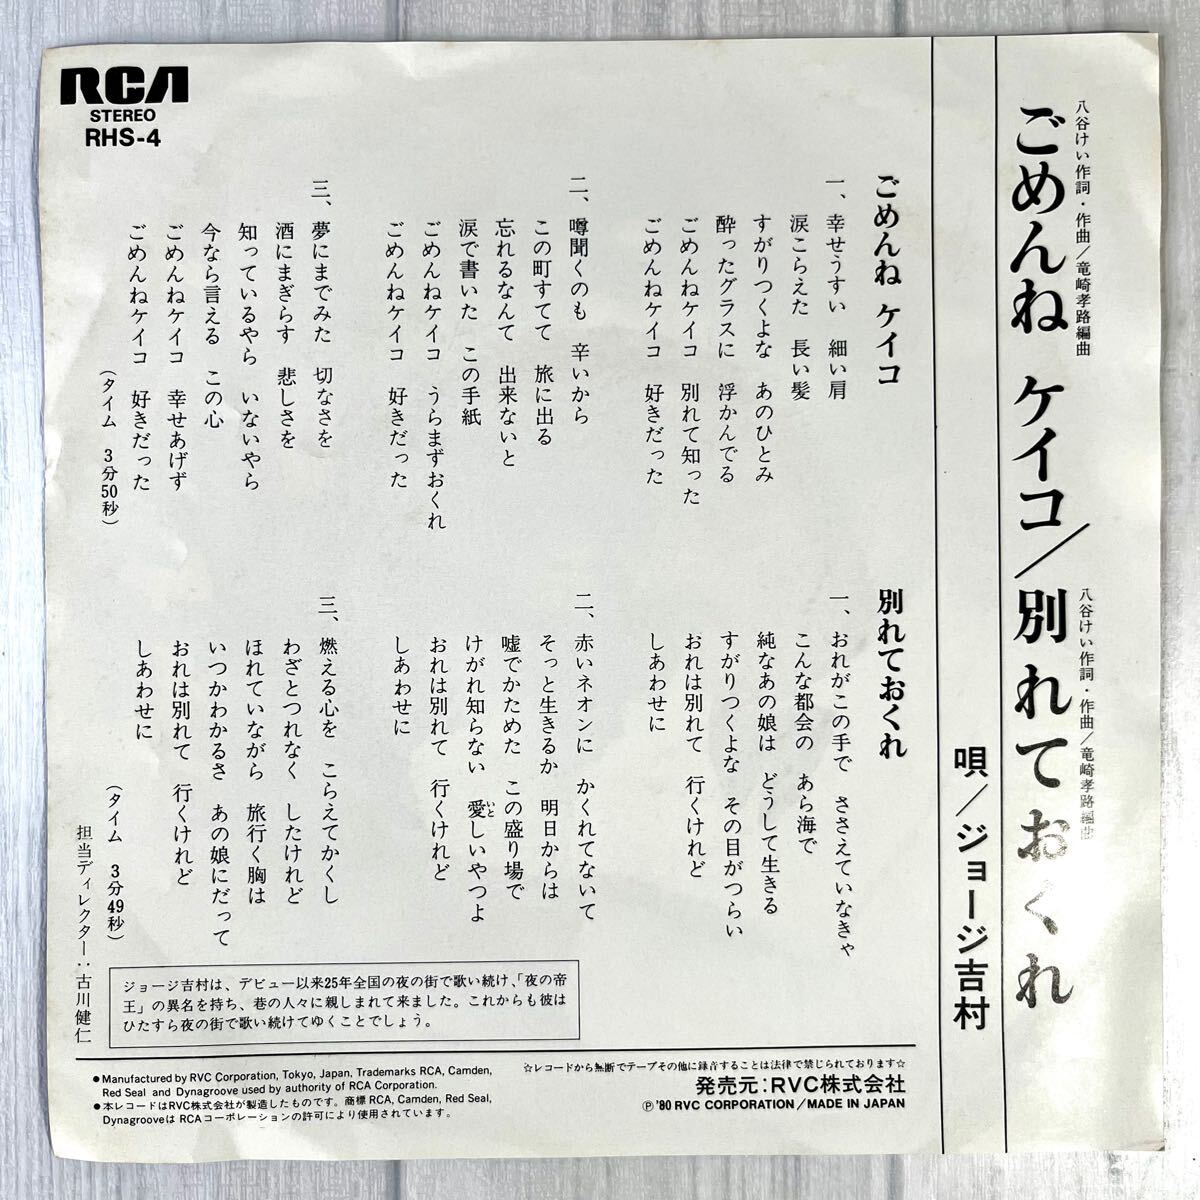 八谷けい作詞・作曲／竜崎孝路編曲
ごめんね ケイコ／別れておくれ
八谷けい作詞・作曲／竜崎孝路編曲
唄／ジョージ吉村
RCA
STEREO
RHS-4
ごめんね ケイコ
一、幸せうすい 細い肩
涙こらえた 長い髪
すがりつくよな あのひとみ
酔ったグラスに 浮かんでる
ごめんねケイコ 別れて知った
ごめんねケイコ 好きだった
二、噂聞くのも 辛いから
この町すてて 旅に出る
忘れるなんて 出来ないと
涙で書いた この手紙
ごめんねケイコ うらまずおくれ
ごめんねケイコ 好きだった
三、夢にまでみた 切なさを
酒にまぎらす 悲しさを
知っているやら いないやら
今なら言える この心
ごめんねケイコ 幸せあげず
ごめんねケイコ 好きだった
（タイム 3分50秒）
別れておくれ
一、おれがこの手で ささえていなきゃ
こんな都会の あら海で
純なあの娘は どうして生きる
すがりつくよな その目がつらい
おれは別れて 行くけれど
しあわせに
二、赤いネオンに かくれてないて
そっと生きるか 明日からは
嘘でかためた この盛り場で
けがれ知らない 愛しいやつよ
いと
おれは別れて 行くけれど
しあわせに
三、燃える心を こらえてかくし
わざとつれなく したけれど
ほれていながら 旅行く胸は
いつかわかるさ あの娘にだって
おれは別れて 行くけれど
しあわせに
（タイム 3分49秒）
担当ディレクター：古川健仁
ジョージ吉村は、デビュー以来25年全国の夜の街で歌い続け、「夜の帝
王」の異名を持ち、巷の人々に親しまれて来ました。これからも彼は
ひたすら夜の街で歌い続けてゆくことでしょう。
●Manufactured by RVC Corporation, Tokyo, Japan, Trademarks RCA, Camden,
Red Seal and Dynagroove used by authority of RCA Corporation.
●本レコードはRVC株式会社が製造したものです。商標 RCA, Camden, Red Seal,
Dynagrooveは RCAコーポレーションの許可により使用されています。
☆レコードから無断でテープその他に録音することは法律で禁じられております☆
発売元：RVC株式会社
Ⓟ '80 RVC CORPORATION／MADE IN JAPAN